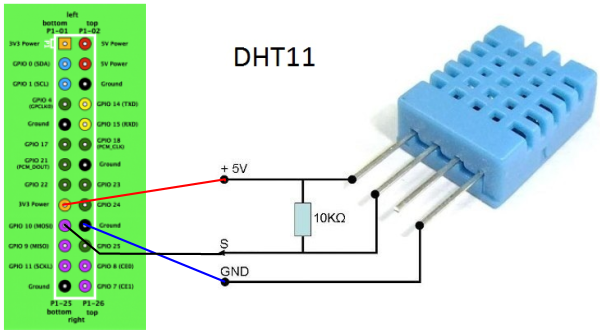 left
bottom top
P1-01 P1-02
3V3 Power 5V Power
GPIO 0 (SDA) 5V Power
GPIO 1 (SCL) Ground
GPIO 4
(GPCLK0) GPIO 14 (TXD)
Ground GPIO 15 (RXD)
GPIO 17 GPIO 18
(PCM_CLK)
GPIO 21
(PCM_DOUT) Ground
GPIO 22 GPIO 23
3V3 Power GPIO 24
GPIO 10 (MOSI) Ground
GPIO 9 (MISO) GPIO 25
GPIO 11 (SCKL) GPIO 8 (CE0)
Ground GPIO 7 (CE1)
P1-25 P1-26
bottom top
right
DHT11
+ 5V
10KΩ
S
GND